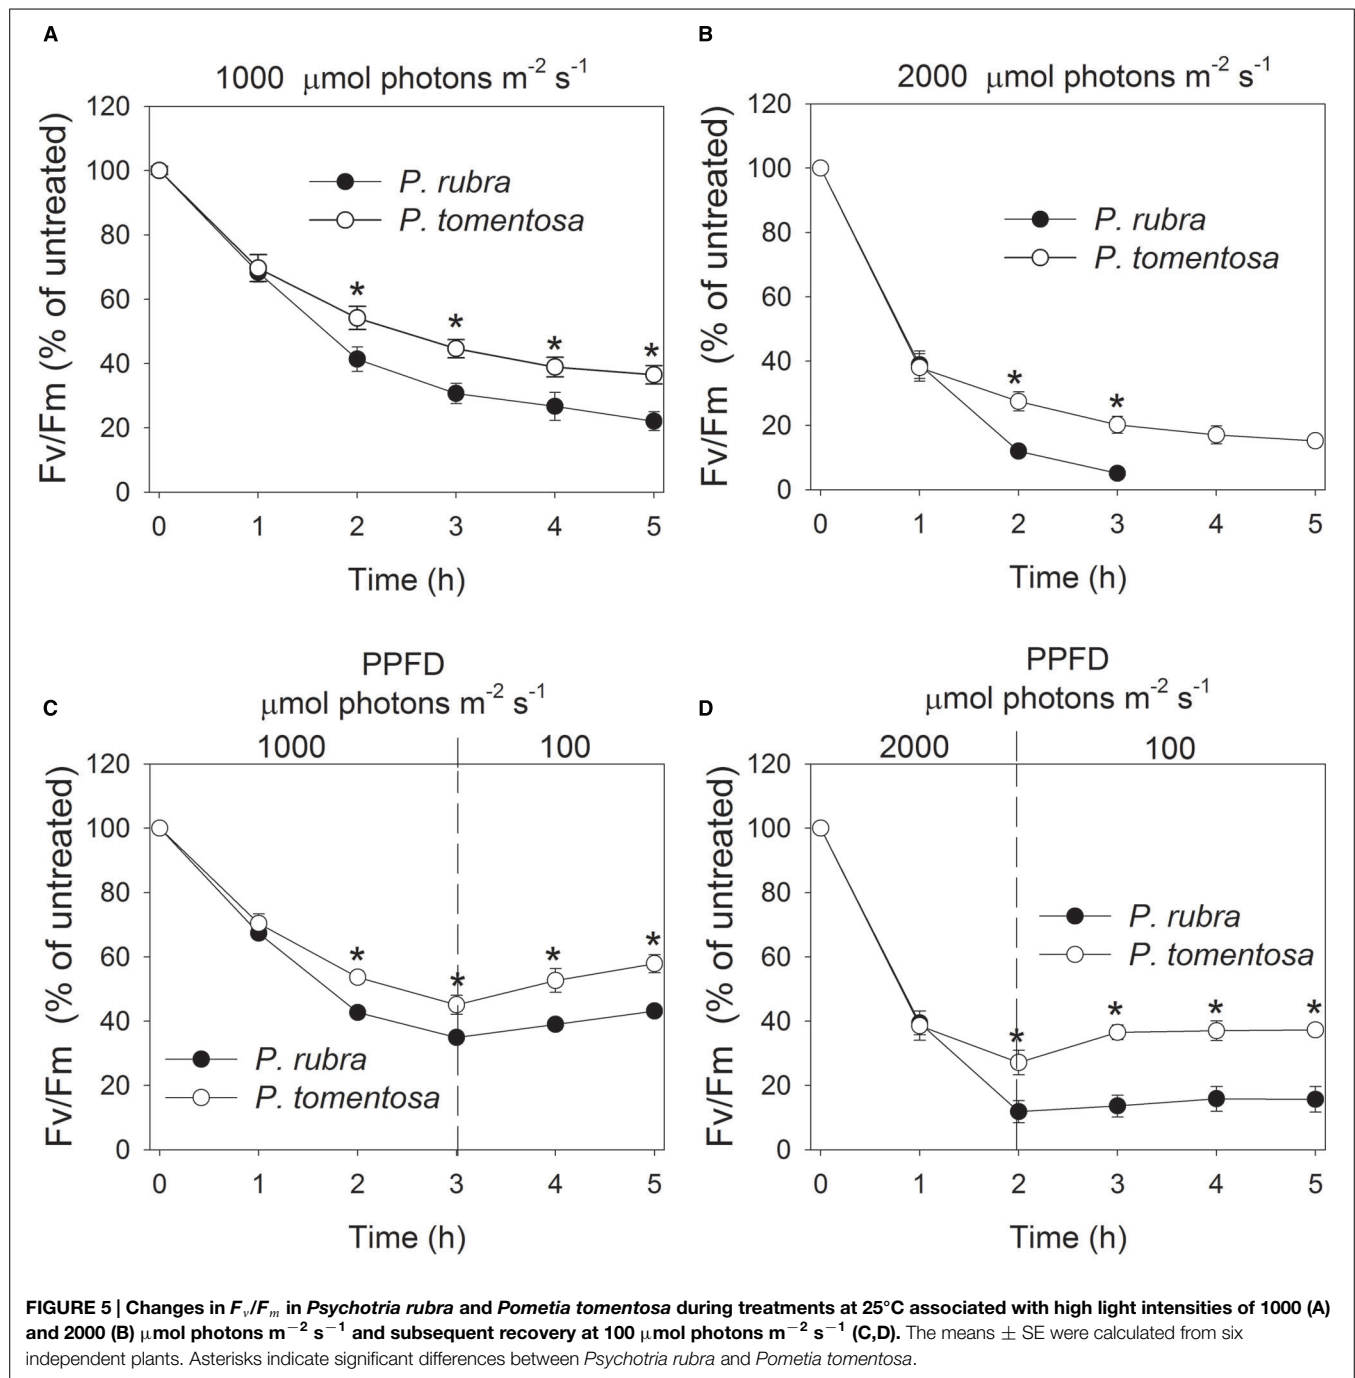 A
1000 μmol photons m-2 s-1
120
100
80
60
40
20
0
Fv/Fm (% of untreated)
P. rubra
P. tomentosa
*
*
*
*
0 1 2 3 4 5
Time (h)
B
2000 μmol photons m-2 s-1
120
100
80
60
40
20
0
Fv/Fm (% of untreated)
P. rubra
P. tomentosa
*
*
0 1 2 3 4 5
Time (h)
C
PPFD
μmol photons m-2 s-1
1000 100
120
100
80
60
40
20
0
Fv/Fm (% of untreated)
*
*
*
*
P. rubra
P. tomentosa
0 1 2 3 4 5
Time (h)
D
PPFD
μmol photons m-2 s-1
2000 100
120
100
80
60
40
20
0
Fv/Fm (% of untreated)
P. rubra
P. tomentosa
*
*
*
*
0 1 2 3 4 5
Time (h)
FIGURE 5 | Changes in Fv/Fm in Psychotria rubra and Pometia tomentosa during treatments at 25°C associated with high light intensities of 1000 (A)
and 2000 (B) μmol photons m−2 s−1 and subsequent recovery at 100 μmol photons m−2 s−1 (C,D). The means ± SE were calculated from six
independent plants. Asterisks indicate significant differences between Psychotria rubra and Pometia tomentosa.